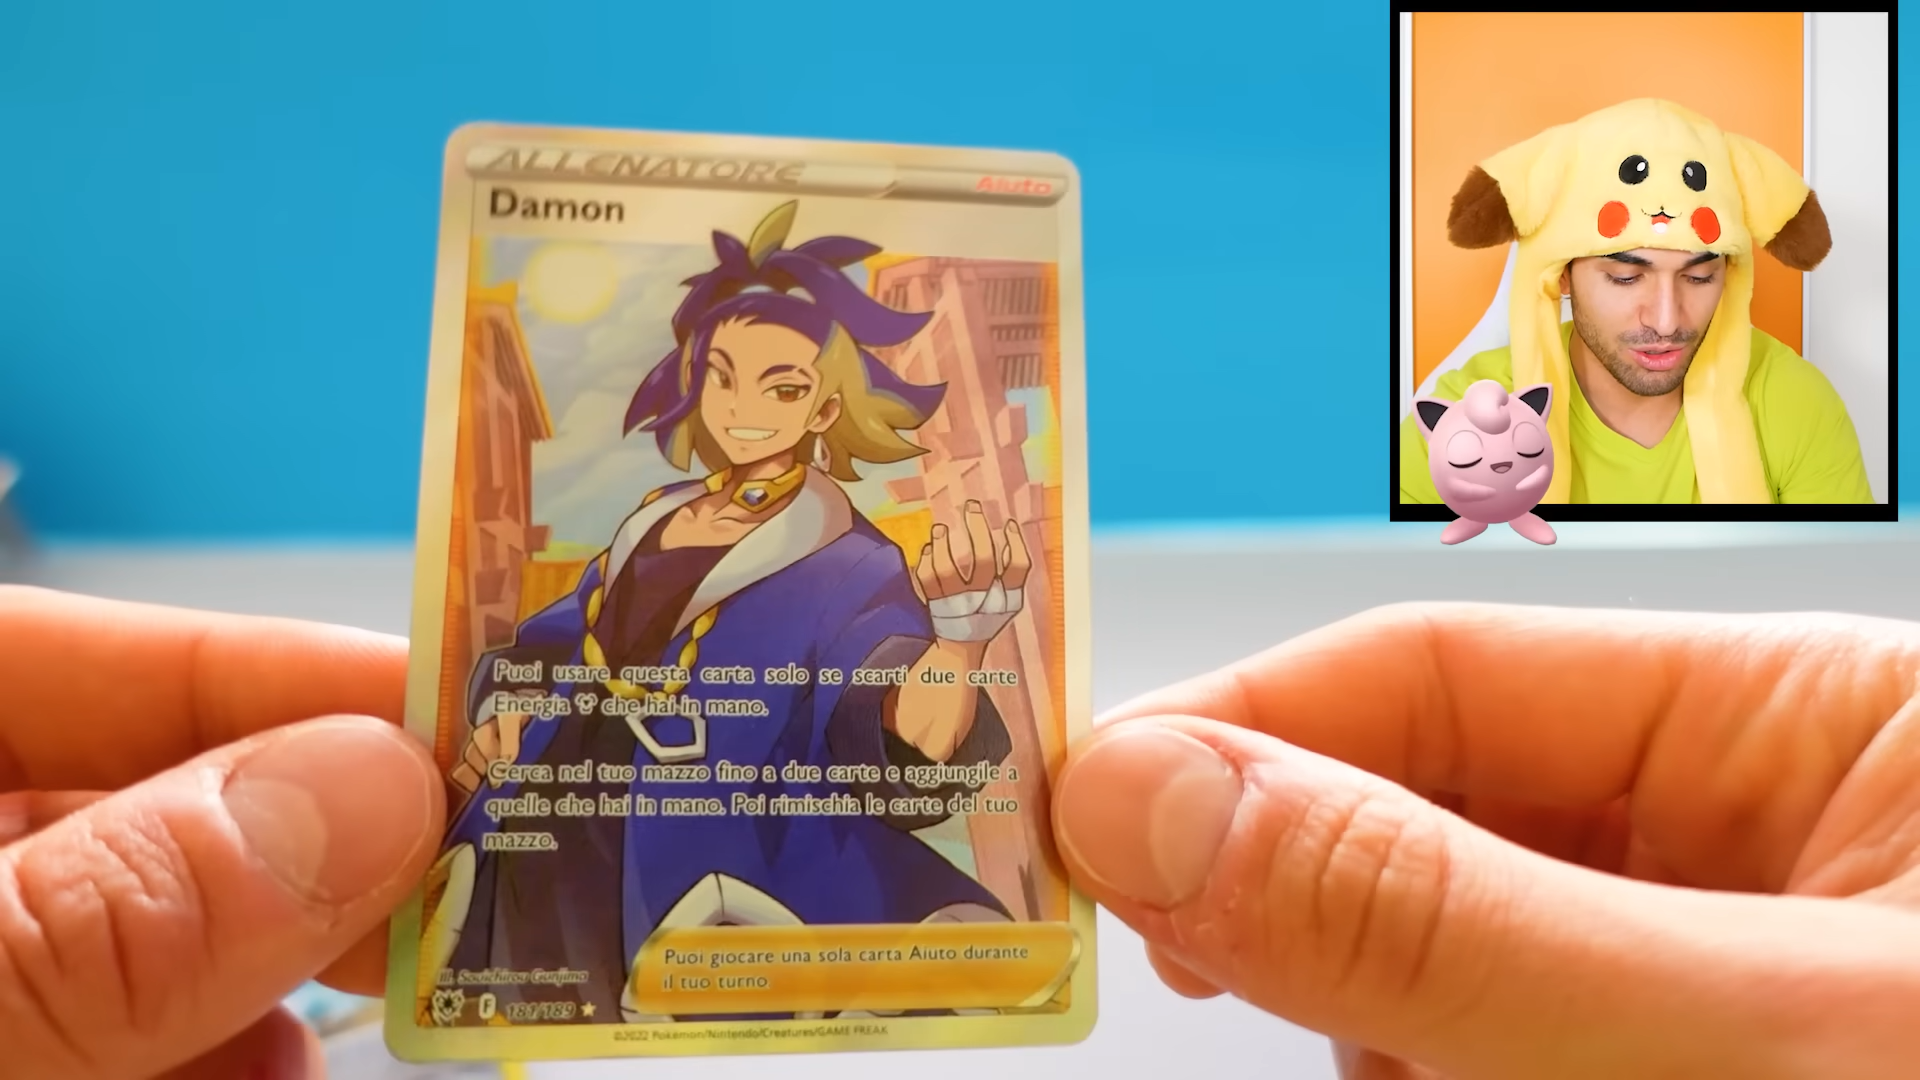 ALLENATORE
Aiuto
Damon
Puoi usare questa carta solo se scarti due carte
Energia che hai in mano.
Cerca nel tuo mazzo fino a due carte e aggiungile a
quelle che hai in mano. Poi rimischia le carte del tuo
mazzo.
Puoi giocare una sola carta Aiuto durante
il tuo turno.
Ill. Souichirou Gunjima
F 181/189
©2022 Pokémon/Nintendo/Creatures/GAME FREAK